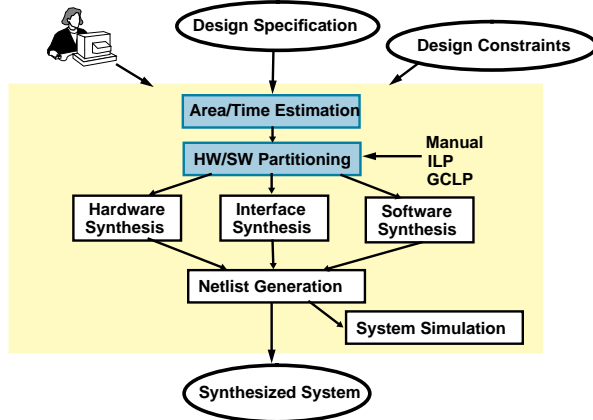 Design Specification
Design Constraints
Area/Time Estimation
HW/SW Partitioning
Manual
ILP
GCLP
Hardware
Synthesis
Interface
Synthesis
Software
Synthesis
Netlist Generation
System Simulation
Synthesized System